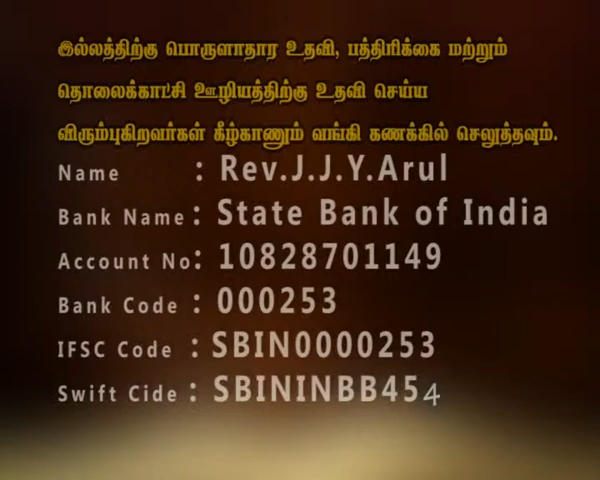 இல்லத்திற்கு பொருளாதார உதவி, பத்திரிக்கை மற்றும்
தொலைக்காட்சி ஊழியத்திற்கு உதவி செய்ய
விரும்புகிறவர்கள் கீழ்காணும் வங்கி கணக்கில் செலுத்தவும்.
Name : Rev.J.J.Y.Arul
Bank Name : State Bank of India
Account No: 10828701149
Bank Code : 000253
IFSC Code : SBIN0000253
Swift Cide : SBININBB454